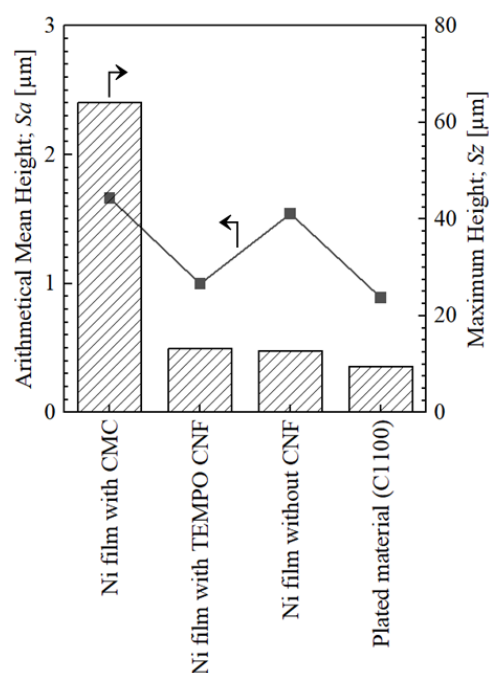 Arithmetical Mean Height; Sa [µm]
3
2
1
0
80
60
40
20
0
Maximum Height; Sz [µm]
Ni film with CMC
Ni film with TEMPO CNF
Ni film without CNF
Plated material (C1100)